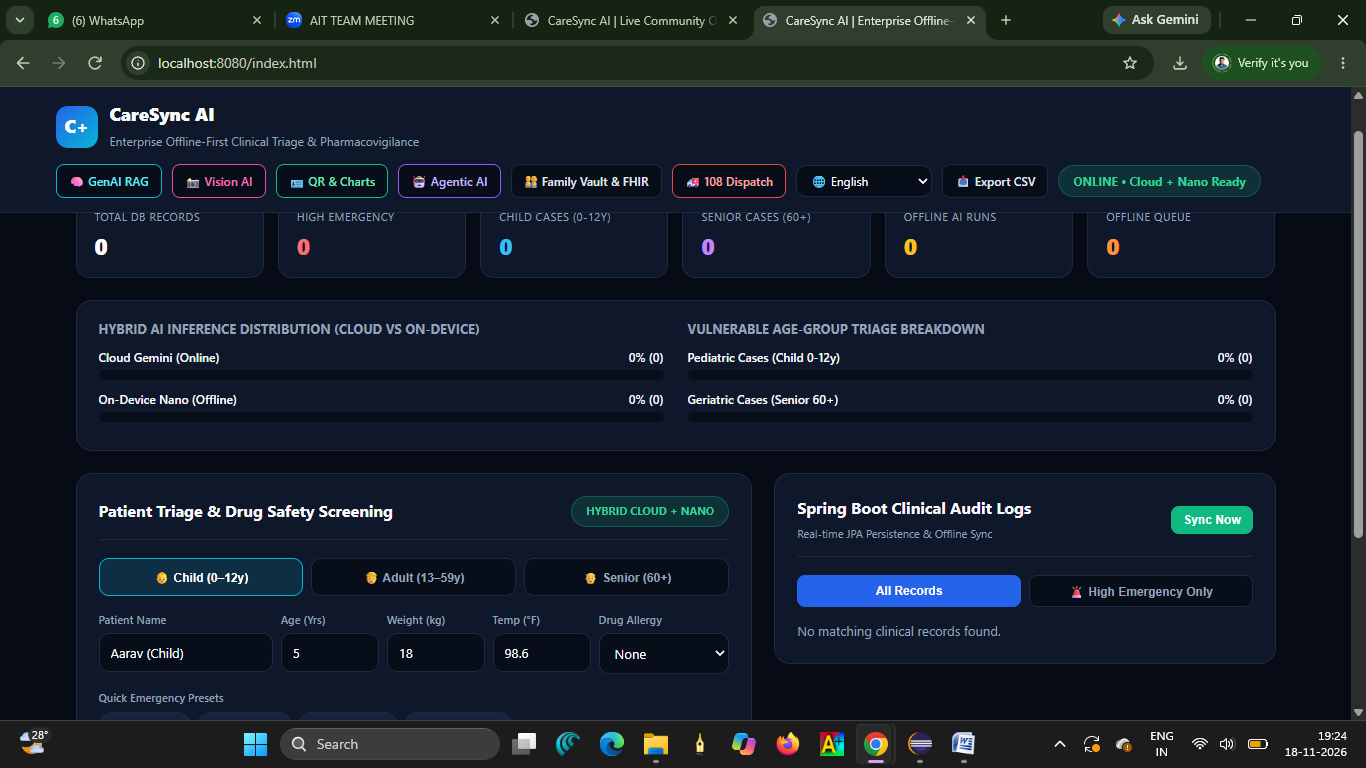 6 (6) WhatsApp
zm AIT TEAM MEETING
CareSync AI | Live Community O
CareSync AI | Enterprise Offline-
Ask Gemini
localhost:8080/index.html
Verify it's you
C+
CareSync AI
Enterprise Offline-First Clinical Triage & Pharmacovigilance
GenAI RAG
Vision AI
QR & Charts
Agentic AI
Family Vault & FHIR
108 Dispatch
English
Export CSV
ONLINE • Cloud + Nano Ready
TOTAL DB RECORDS
0
HIGH EMERGENCY
0
CHILD CASES (0-12Y)
0
SENIOR CASES (60+)
0
OFFLINE AI RUNS
0
OFFLINE QUEUE
0
HYBRID AI INFERENCE DISTRIBUTION (CLOUD VS ON-DEVICE)
Cloud Gemini (Online) 0% (0)
On-Device Nano (Offline) 0% (0)
VULNERABLE AGE-GROUP TRIAGE BREAKDOWN
Pediatric Cases (Child 0-12y) 0% (0)
Geriatric Cases (Senior 60+) 0% (0)
Patient Triage & Drug Safety Screening
HYBRID CLOUD + NANO
Child (0–12y)
Adult (13–59y)
Senior (60+)
Patient Name
Aarav (Child)
Age (Yrs)
5
Weight (kg)
18
Temp (°F)
98.6
Drug Allergy
None
Quick Emergency Presets
Spring Boot Clinical Audit Logs
Real-time JPA Persistence & Offline Sync
Sync Now
All Records
High Emergency Only
No matching clinical records found.
28°
Search
ENG
IN
19:24
18-11-2026